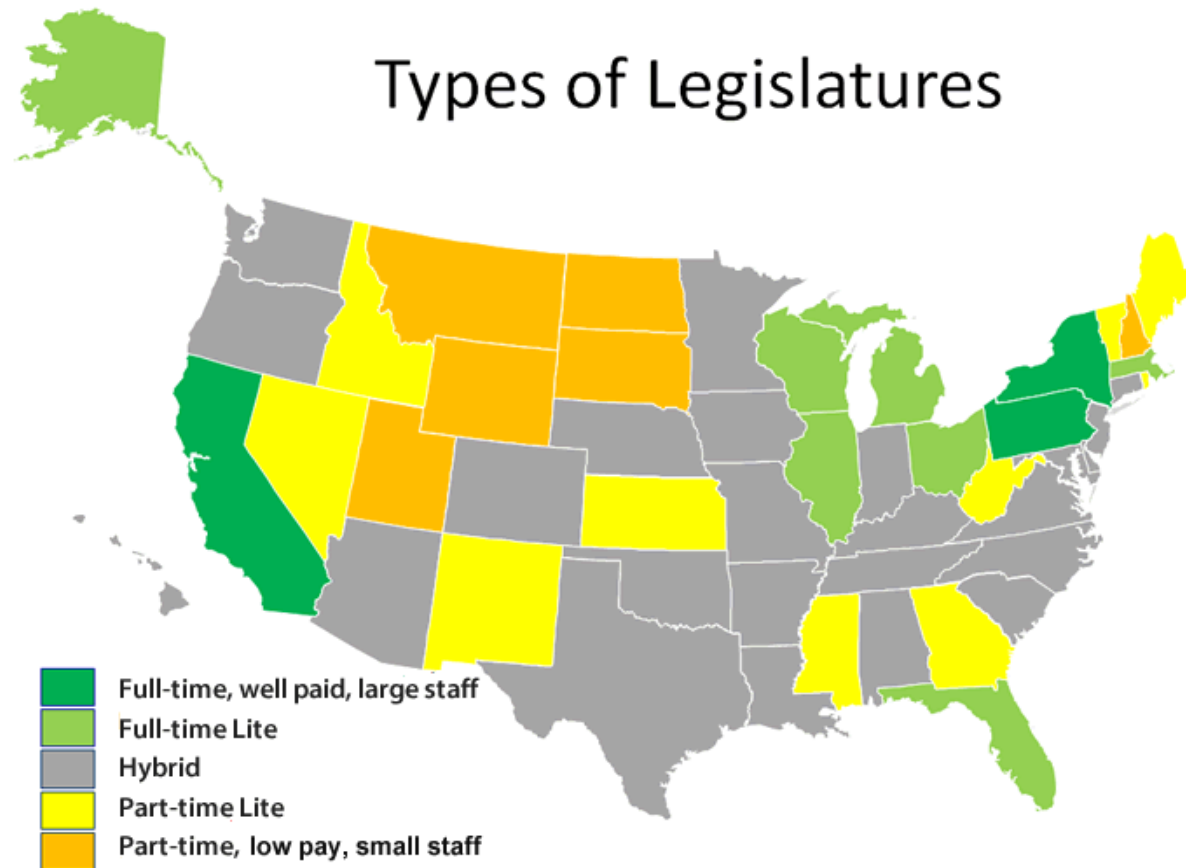 Types of Legislatures
Full-time, well paid, large staff
Full-time Lite
Hybrid
Part-time Lite
Part-time, low pay, small staff